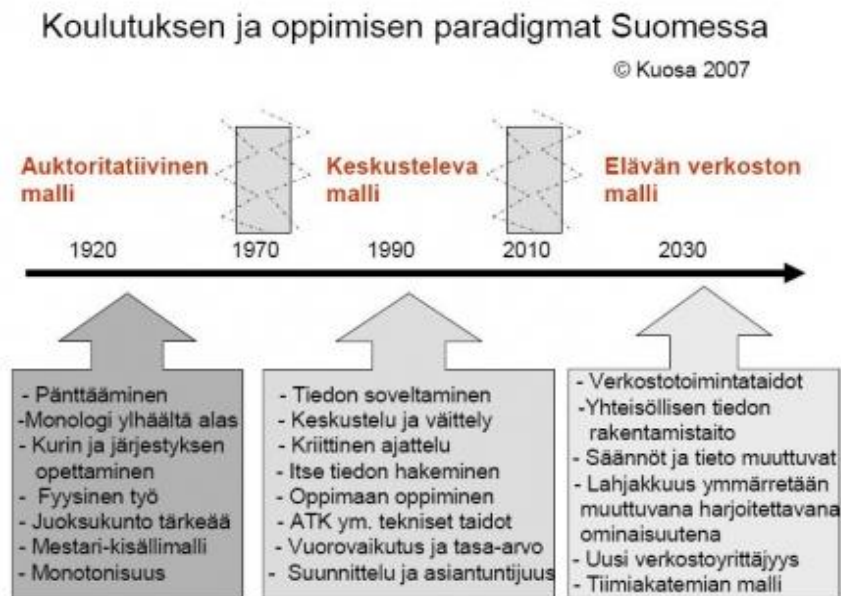 Koulutuksen ja oppimisen paradigmat Suomessa
© Kuosa 2007
Auktoritatiivinen
malli
Keskusteleva
malli
Elävän verkoston
malli
1920
1970
1990
2010
2030
- Pänttääminen
-Monologi ylhäältä alas
- Kurin ja järjestyksen
opettaminen
- Fyysinen työ
- Juoksukunto tärkeää
- Mestari-kisällimalli
- Monotonisuus
- Tiedon soveltaminen
- Keskustelu ja väittely
- Kriittinen ajattelu
- Itse tiedon hakeminen
- Oppimaan oppiminen
- ATK ym. tekniset taidot
- Vuorovaikutus ja tasa-arvo
- Suunnittelu ja asiantuntijuus
- Verkostotoimintataidot
-Yhteisöllisen tiedon
rakentamistaito
- Säännöt ja tieto muuttuvat
- Lahjakkuus ymmärretään
muuttuvana harjoitettavana
ominaisuutena
- Uusi verkostoyrittäjyys
- Tiimiakatemian malli